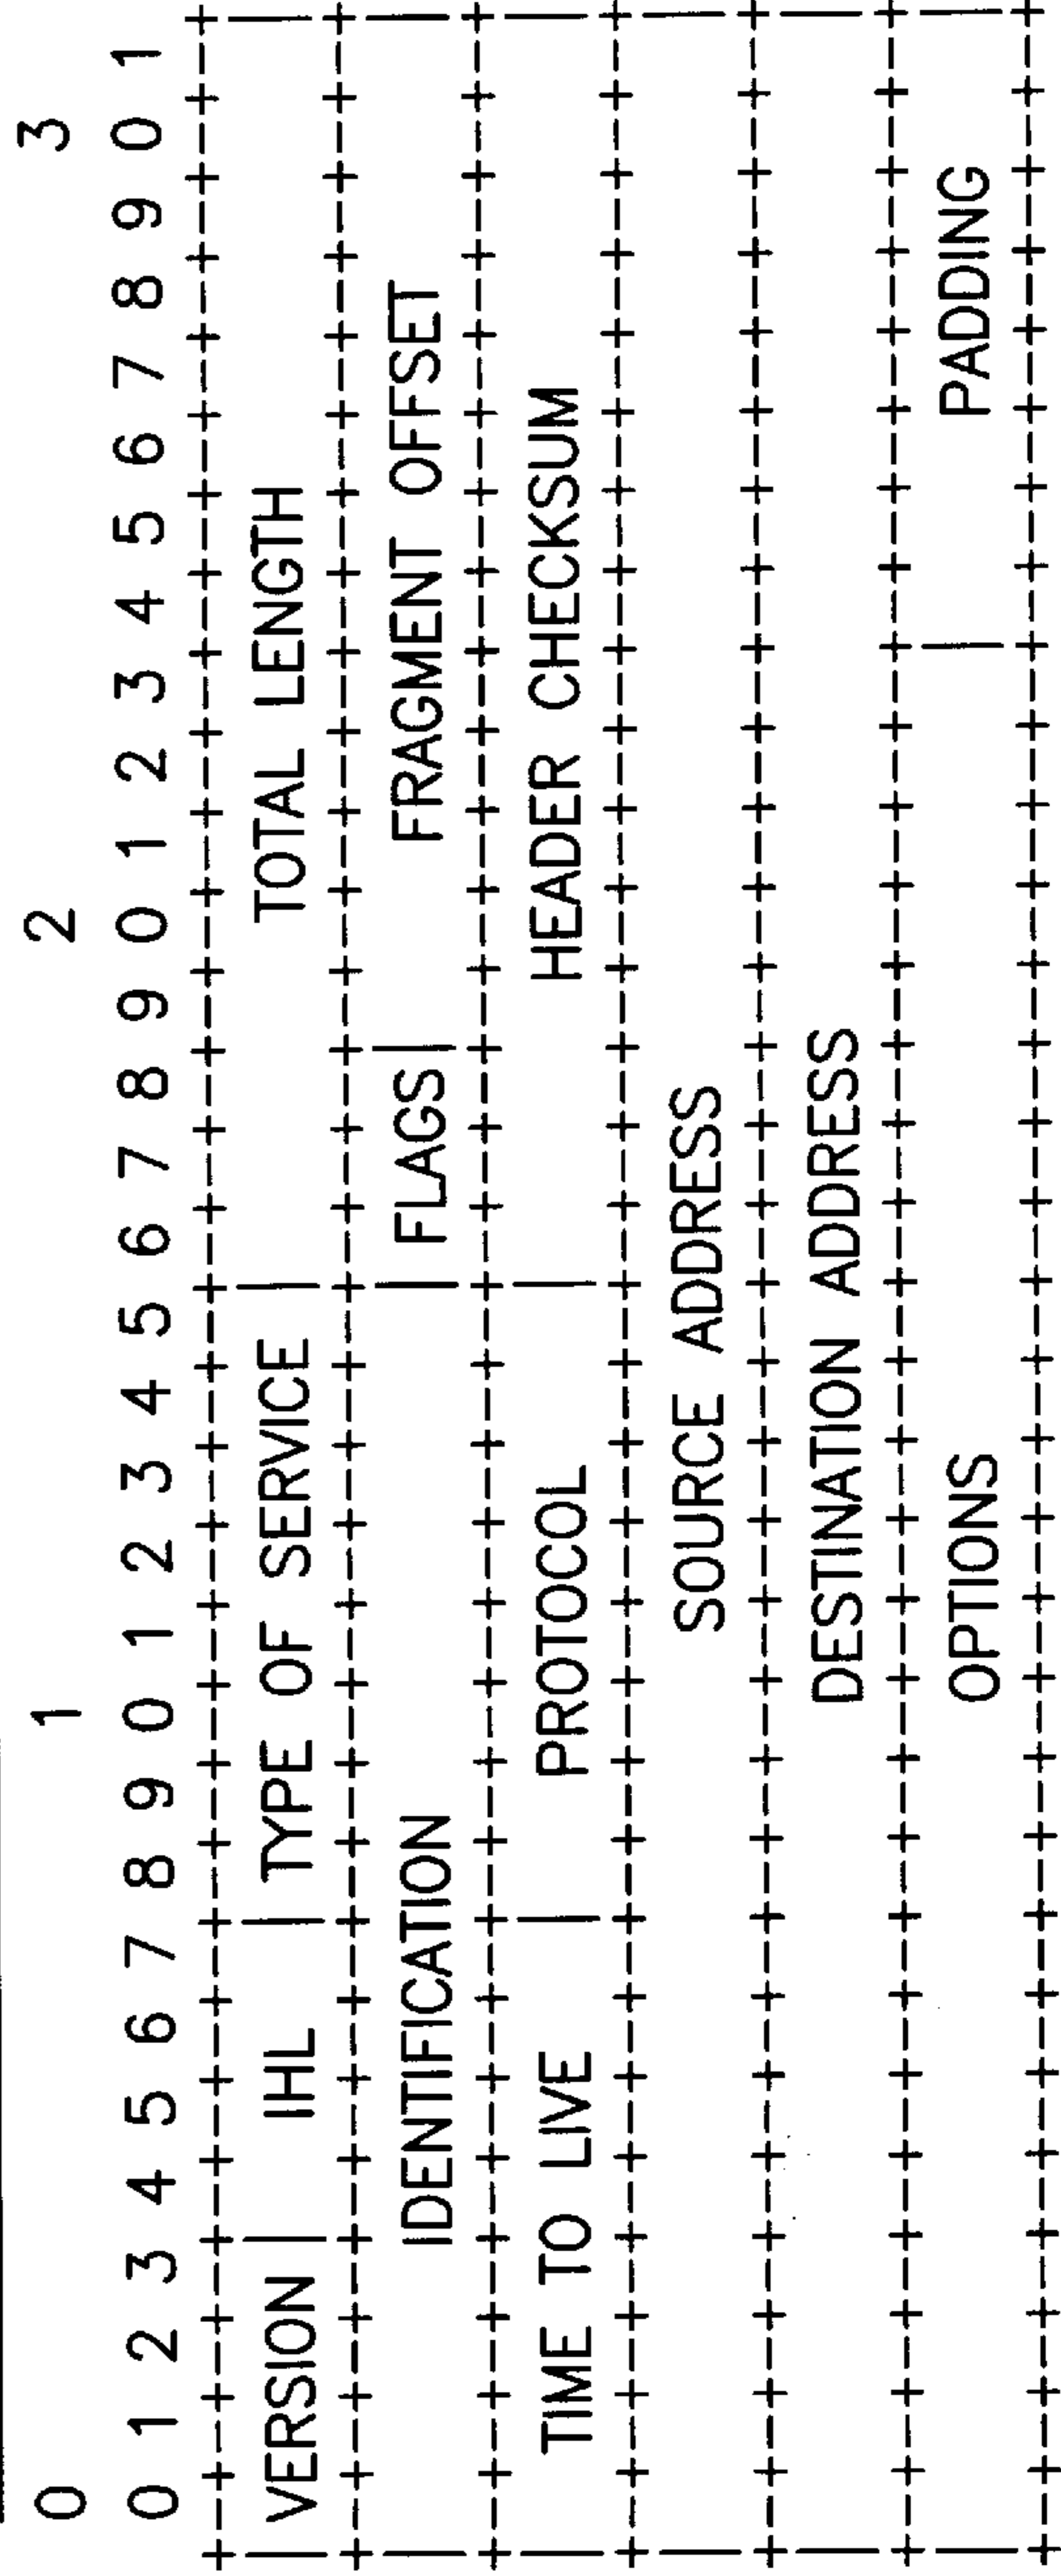 0 1 2 3
0 1 2 3 4 5 6 7 8 9 0 1 2 3 4 5 6 7 8 9 0 1 2 3 4 5 6 7 8 9 0 1
VERSION | IHL | TYPE OF SERVICE | TOTAL LENGTH
IDENTIFICATION | FLAGS | FRAGMENT OFFSET
TIME TO LIVE | PROTOCOL | HEADER CHECKSUM
SOURCE ADDRESS
DESTINATION ADDRESS
OPTIONS | PADDING